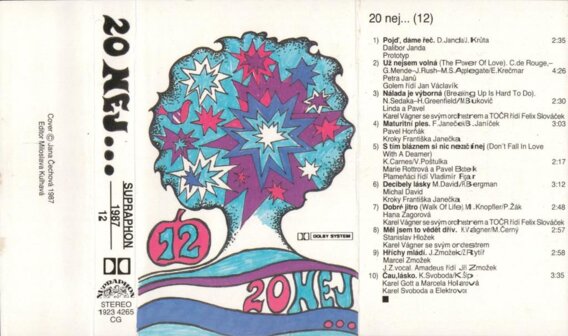 20 NEJ...
Cover © Jana Čechová 1987
Editor Miloslava Kulhavá
SUPRAPHON
1987
12
SUPRAPHON
STEREO
1923 4265
CG
12
DOLBY SYSTEM
20 NEJ
20 nej... (12)
1) Pojď, dáme řeč. D.Janda/J.Krůta 2:35
Dalibor Janda
Prototyp
2) Už nejsem volná (The Power Of Love). C.de Rouge,–
G.Mende–J.Rush–M.S.Applegate/E.Krečmar 4:26
Petra Janů
Golem řídí Jan Václavík
3) Nálada je výborná (Breaking Up Is Hard To Do).
N.Sedaka–H.Greenfield/M.Bukovič 2:30
Linda a Pavel
Karel Vágner se svým orchestrem a TOČR řídí Felix Slováček
4) Maturitní ples. F.Janeček/B.Janíček 3:03
Pavel Horňák
Kroky Františka Janečka
5) S tím bláznem si nic nezačínej (Don't Fall In Love
With A Deamer)
K.Carnes/V.Poštulka 2:17
Marie Rottrová a Pavel Bobek
Plameňáci řídí Vladimír Figar
6) Decibely lásky M.David/R.Bergman 3:12
Michal David
Kroky Františka Janečka
7) Dobré jitro (Walk Of Life) M.Knopfler/P.Žák 2:48
Hana Zagorová
Karel Vágner se svým orchestrem a TOČR řídí Felix Slováček
8) Měl jsem to vědět dřív. K.Vágner/M.Černý 2:57
Stanislav Hložek
Karel Vágner se svým orchestrem
9) Hříchy mládí. J.Zmožek/Z.Rytíř 2:58
Marcel Zmožek
J.Z.vocal. Amadeus řídí Jiří Zmožek
10) Čau,lásko. K.Svoboda/K.Šíp 3:35
Karel Gott a Marcela Holanová
Karel Svoboda a Elektrovox